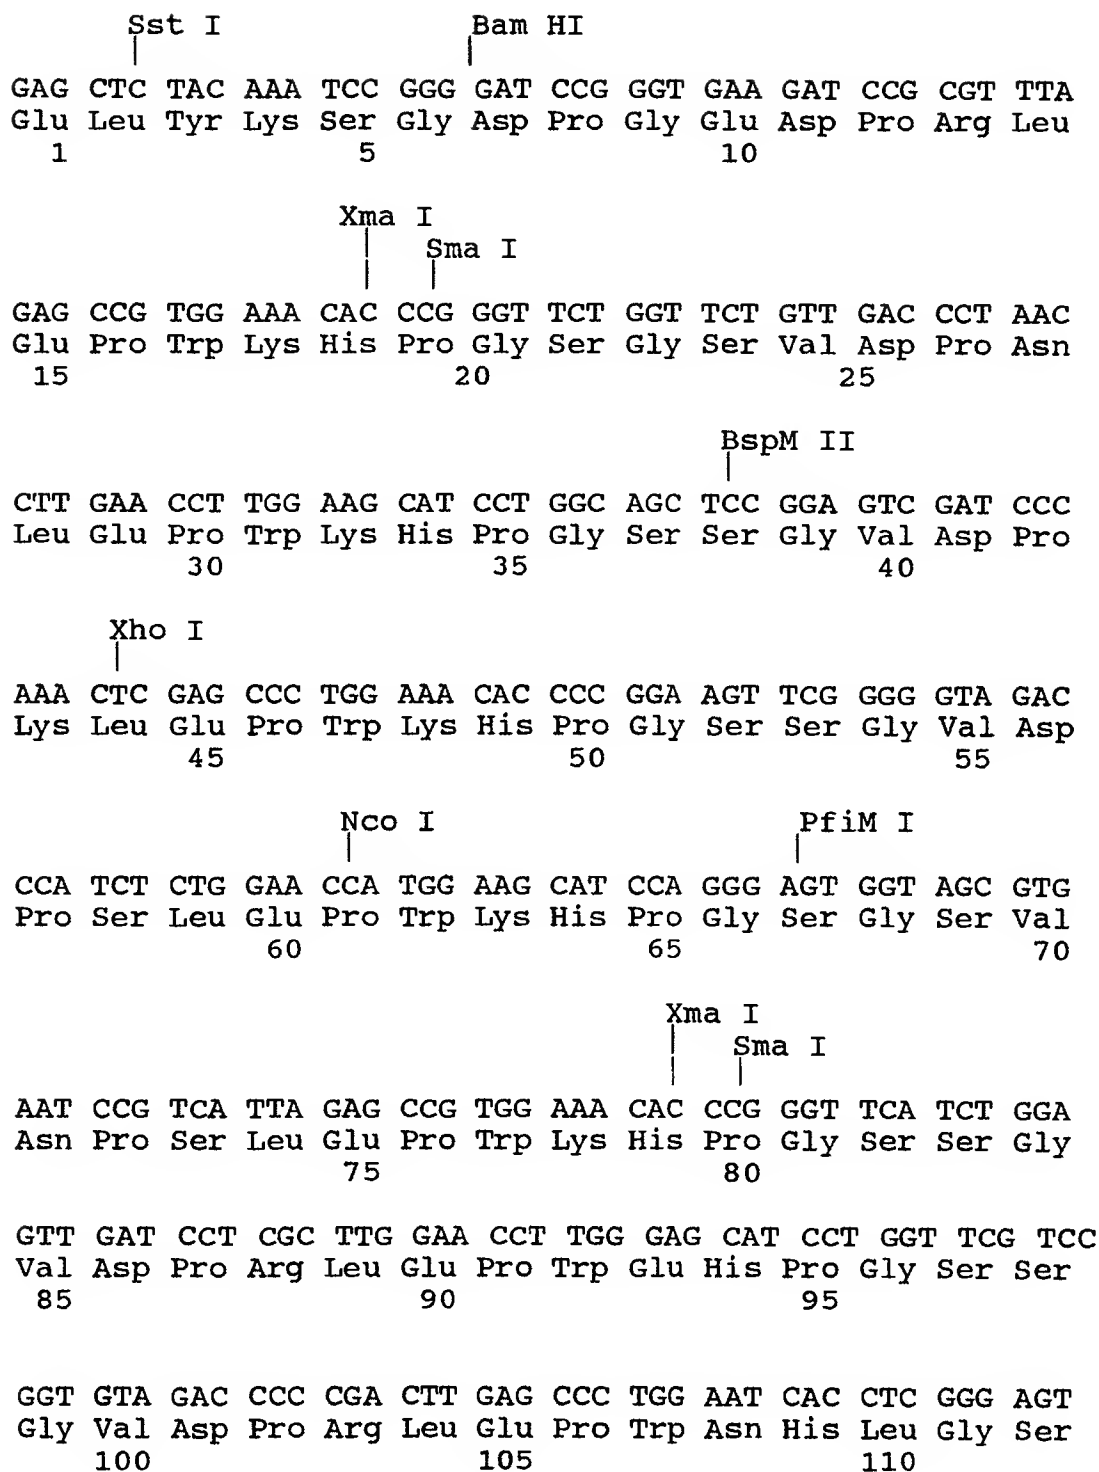 Sst I Bam HI
GAG CTC TAC AAA TCC GGG GAT CCG GGT GAA GAT CCG CGT TTA
Glu Leu Tyr Lys Ser Gly Asp Pro Gly Glu Asp Pro Arg Leu
1 5 10
Xma I
Sma I
GAG CCG TGG AAA CAC CCG GGT TCT GGT TCT GTT GAC CCT AAC
Glu Pro Trp Lys His Pro Gly Ser Gly Ser Val Asp Pro Asn
15 20 25
BspM II
CTT GAA CCT TGG AAG CAT CCT GGC AGC TCC GGA GTC GAT CCC
Leu Glu Pro Trp Lys His Pro Gly Ser Ser Gly Val Asp Pro
30 35 40
Xho I
AAA CTC GAG CCC TGG AAA CAC CCC GGA AGT TCG GGG GTA GAC
Lys Leu Glu Pro Trp Lys His Pro Gly Ser Ser Gly Val Asp
45 50 55
Nco I PfiM I
CCA TCT CTG GAA CCA TGG AAG CAT CCA GGG AGT GGT AGC GTG
Pro Ser Leu Glu Pro Trp Lys His Pro Gly Ser Gly Ser Val
60 65 70
Xma I
Sma I
AAT CCG TCA TTA GAG CCG TGG AAA CAC CCG GGT TCA TCT GGA
Asn Pro Ser Leu Glu Pro Trp Lys His Pro Gly Ser Ser Gly
75 80
GTT GAT CCT CGC TTG GAA CCT TGG GAG CAT CCT GGT TCG TCC
Val Asp Pro Arg Leu Glu Pro Trp Glu His Pro Gly Ser Ser
85 90 95
GGT GTA GAC CCC CGA CTT GAG CCC TGG AAT CAC CTC GGG AGT
Gly Val Asp Pro Arg Leu Glu Pro Trp Asn His Leu Gly Ser
100 105 110